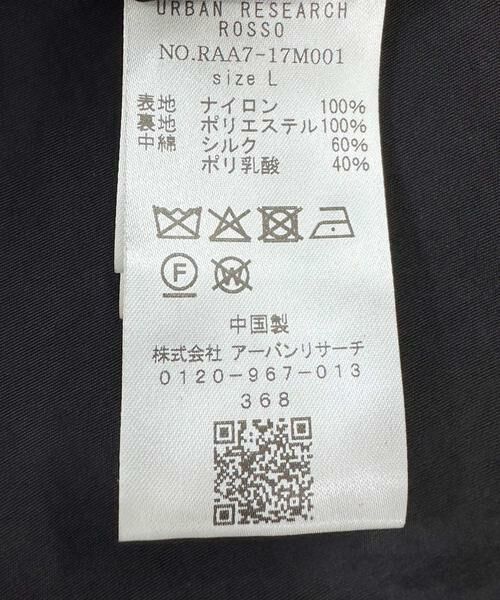 URBAN RESEARCH
ROSSO
NO.RAA7-17M001
size L
表地 ナイロン 100%
裏地 ポリエステル100%
中綿 シルク 60%
ポリ乳酸 40%
F
W
中国製
株式会社 アーバンリサーチ
0120-967-013
368